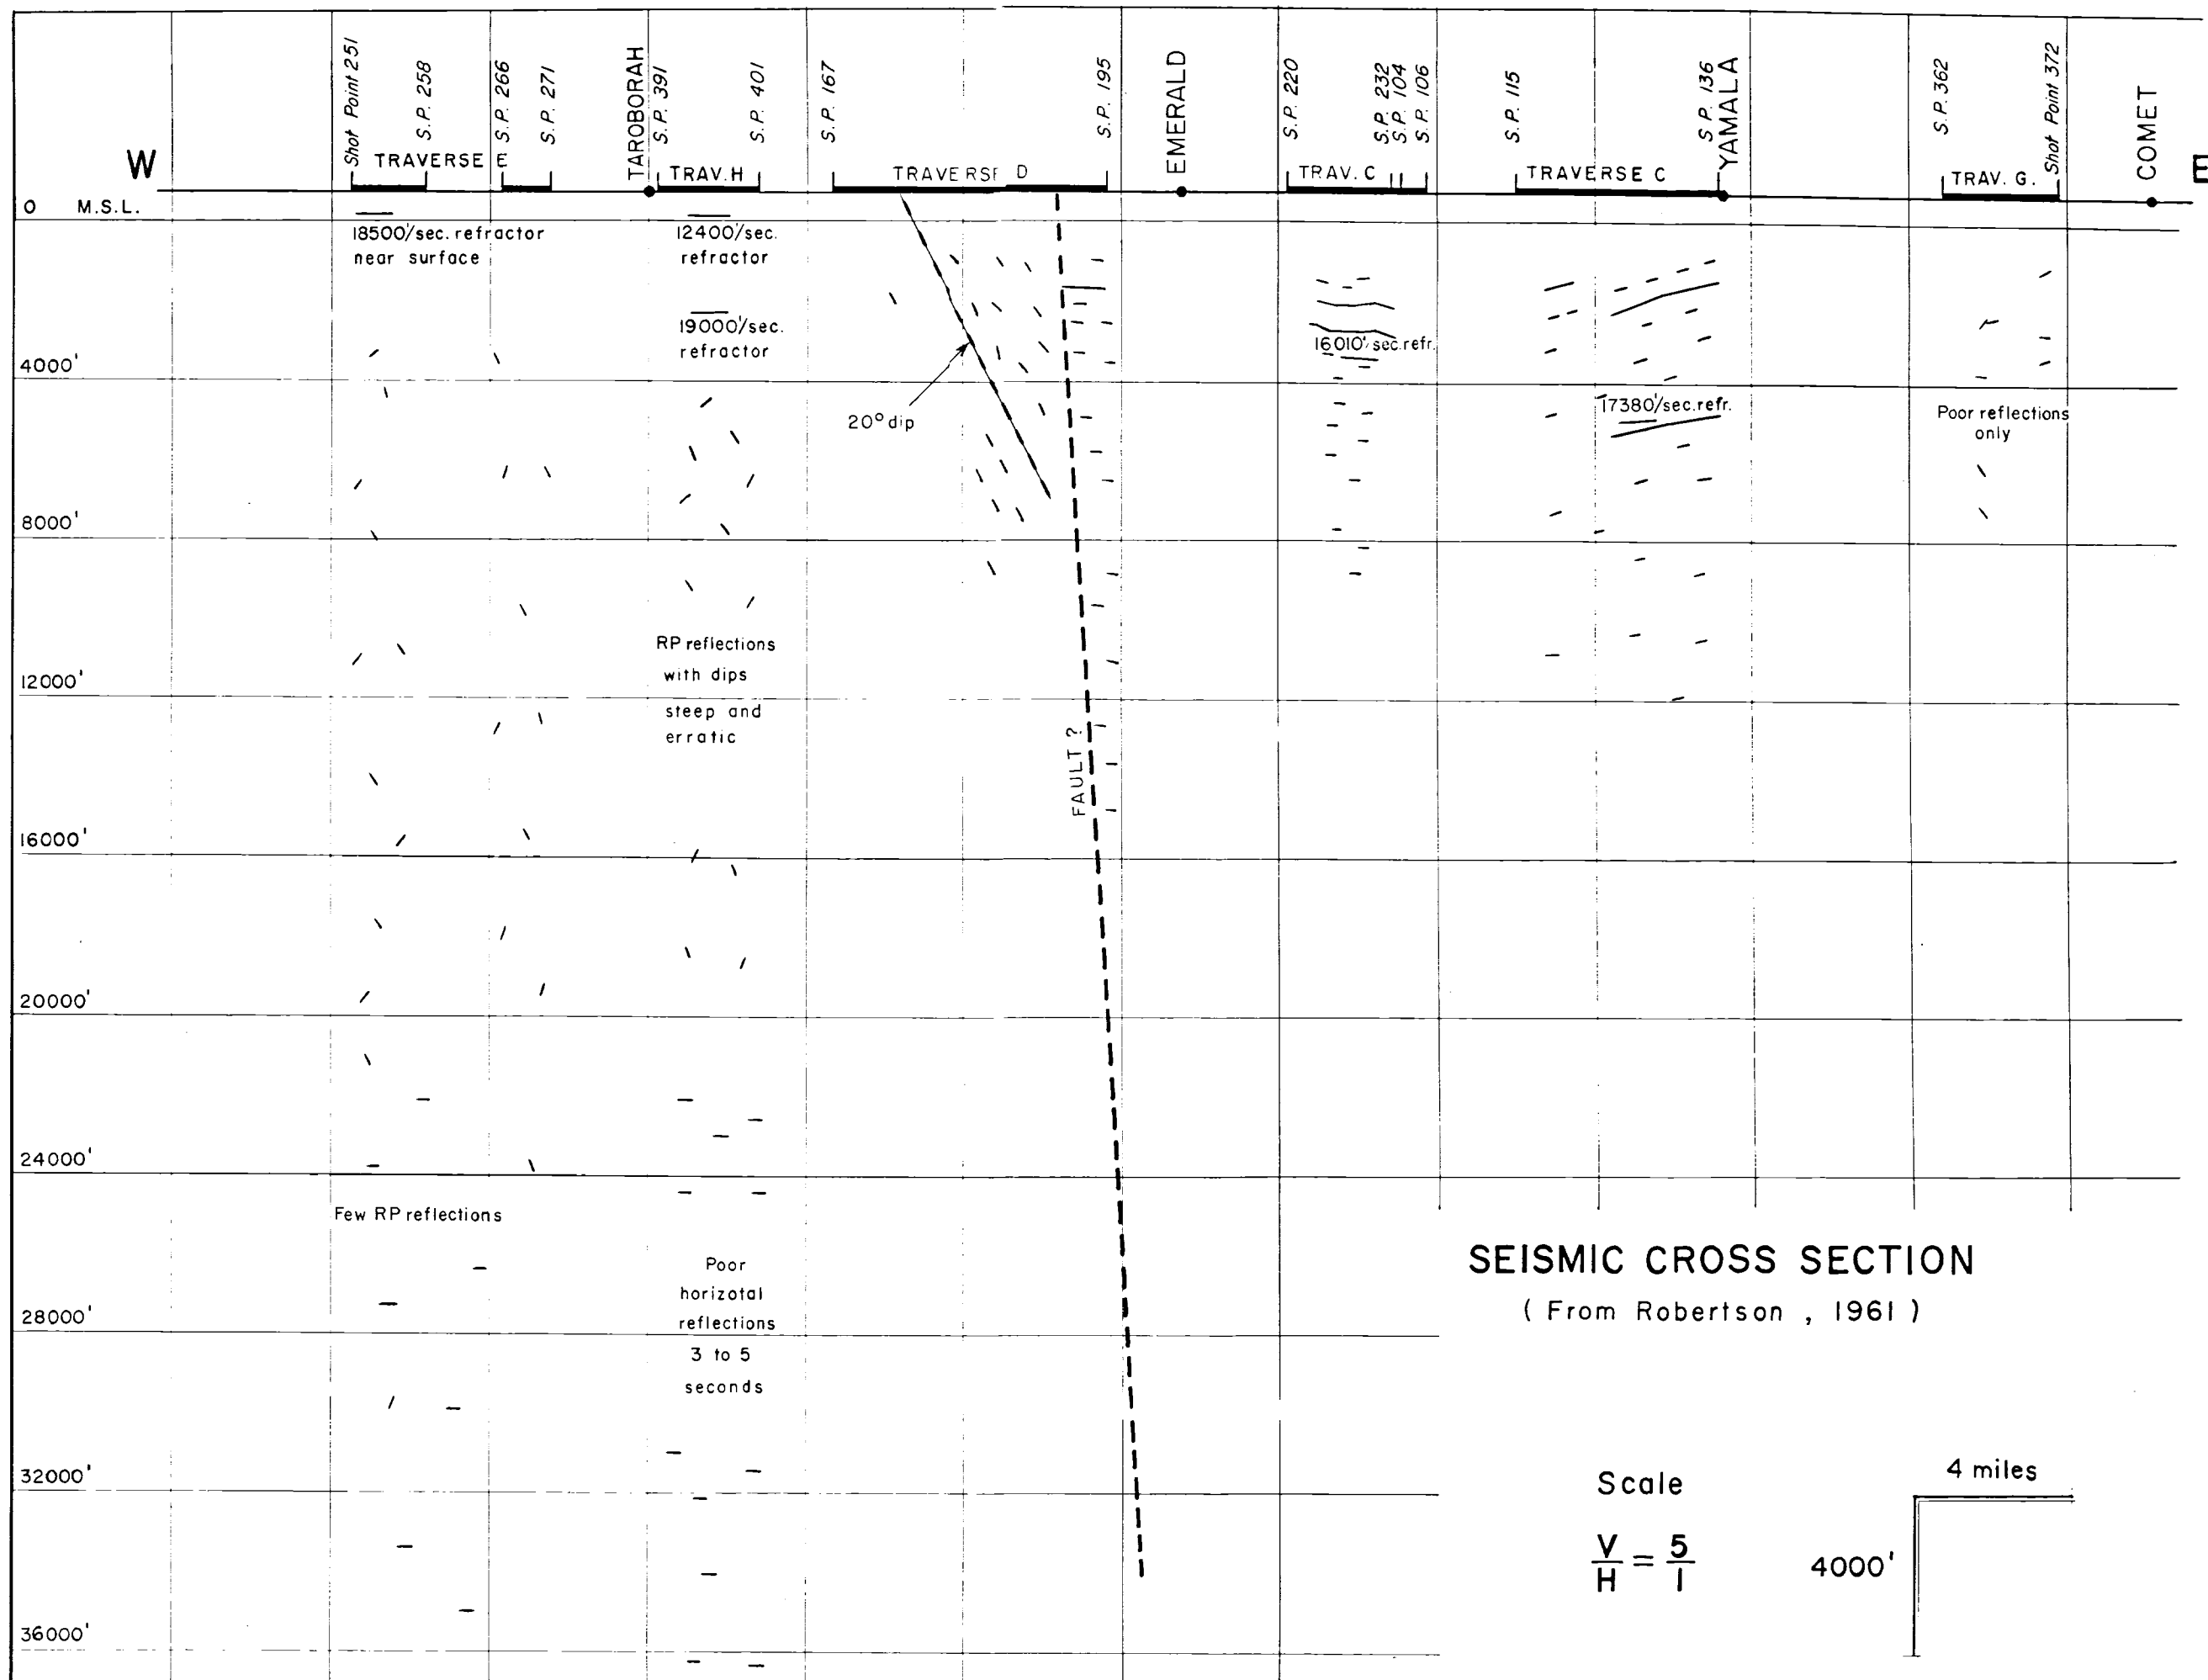 Shot Point 251
S.P. 258
S.P. 266
S.P. 271
TAROBORAH
S.P. 391
S.P. 401
S.P. 167
S.P. 195
EMERALD
S.P. 220
S.P. 232
S.P. 104
S.P. 106
S.P. 115
S P. 136
YAMALA
S.P. 362
Shot Point 372
COMET
W
TRAVERSE E
TRAV. H
TRAVERSE D
TRAV. C
TRAVERSE C
TRAV. G.
E
0 M.S.L.
18500'/sec. refractor
near surface
12400'/sec.
refractor
19000'/sec.
refractor
16010'/sec.refr.
4000'
20° dip
17380'/sec.refr.
Poor reflections
only
8000'
RP reflections
with dips
steep and
erratic
12000'
FAULT ?
16000'
20000'
24000'
Few RP reflections
Poor
horizotal
reflections
3 to 5
seconds
28000'
32000'
36000'
SEISMIC CROSS SECTION
( From Robertson , 1961 )
Scale
V/H = 5/1
4 miles
4000'